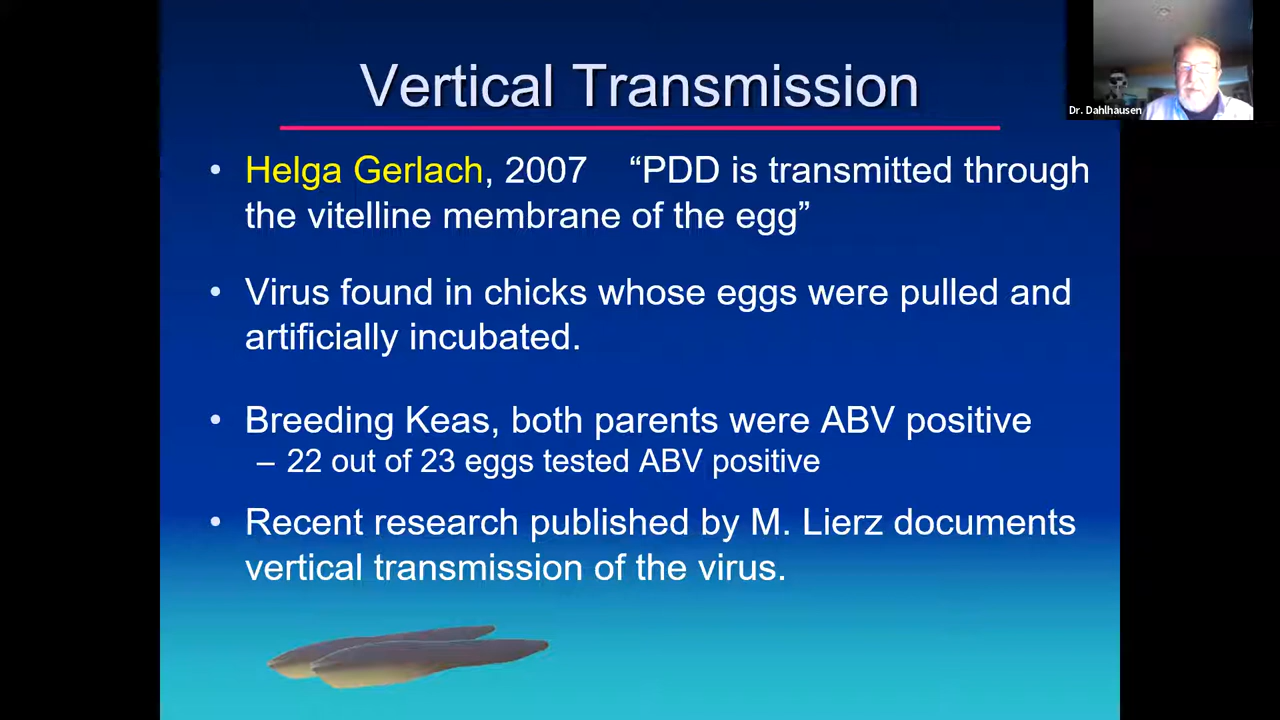 Vertical Transmission
Dr. Dahlhausen
• Helga Gerlach, 2007 “PDD is transmitted through
the vitelline membrane of the egg”
• Virus found in chicks whose eggs were pulled and
artificially incubated.
• Breeding Keas, both parents were ABV positive
– 22 out of 23 eggs tested ABV positive
• Recent research published by M. Lierz documents
vertical transmission of the virus.